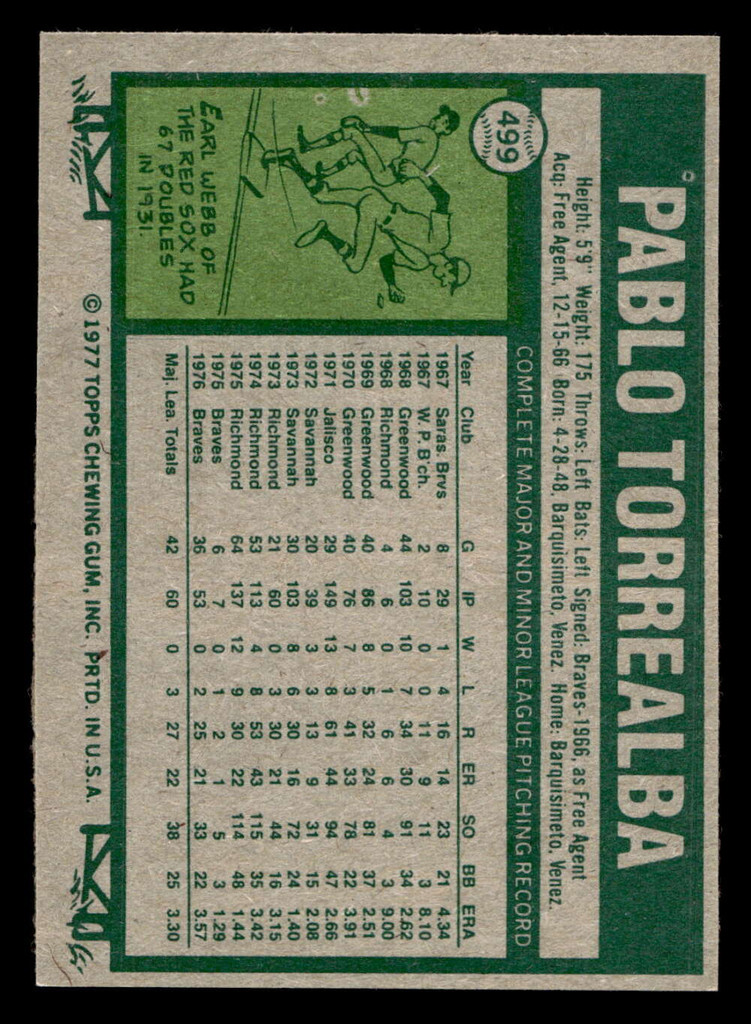 499
PABLO TORREALBA
Height: 5'9" Weight: 175 Throws: Left Bats: Left Signed: Braves-1966, as Free Agent
Acq: Free Agent, 12-15-66 Born: 4-28-48, Barquisimeto, Venez. Home: Barquisimeto, Venez.
COMPLETE MAJOR AND MINOR LEAGUE PITCHING RECORD
Year Club G IP W L R ER SO BB ERA
1967 Saras. Brvs 8 29 1 4 16 14 23 21 4.34
1967 W. P. B'ch. 2 10 0 0 11 9 11 3 8.10
1968 Greenwood 44 103 10 7 34 30 91 34 2.62
1968 Richmond 4 6 0 1 6 6 4 3 9.00
1969 Greenwood 40 86 8 5 32 24 81 37 2.51
1970 Greenwood 40 76 7 3 41 33 78 22 3.91
1971 Jalisco 29 149 13 8 61 44 94 47 2.66
1972 Savannah 20 39 3 3 13 9 31 15 2.08
1973 Savannah 30 103 8 6 30 16 72 24 1.40
1973 Richmond 21 60 0 3 30 21 44 16 3.15
1974 Richmond 53 113 4 8 53 43 115 35 3.42
1975 Richmond 64 137 12 9 30 22 114 48 1.44
1975 Braves 6 7 0 1 2 1 5 3 1.29
1976 Braves 36 53 0 2 25 21 33 22 3.57
Maj. Lea. Totals 42 60 0 3 27 22 38 25 3.30
EARL WEBB OF
THE RED SOX HAD
67 DOUBLES
IN 1931.
© 1977 TOPPS CHEWING GUM, INC. PRTD. IN U.S.A.